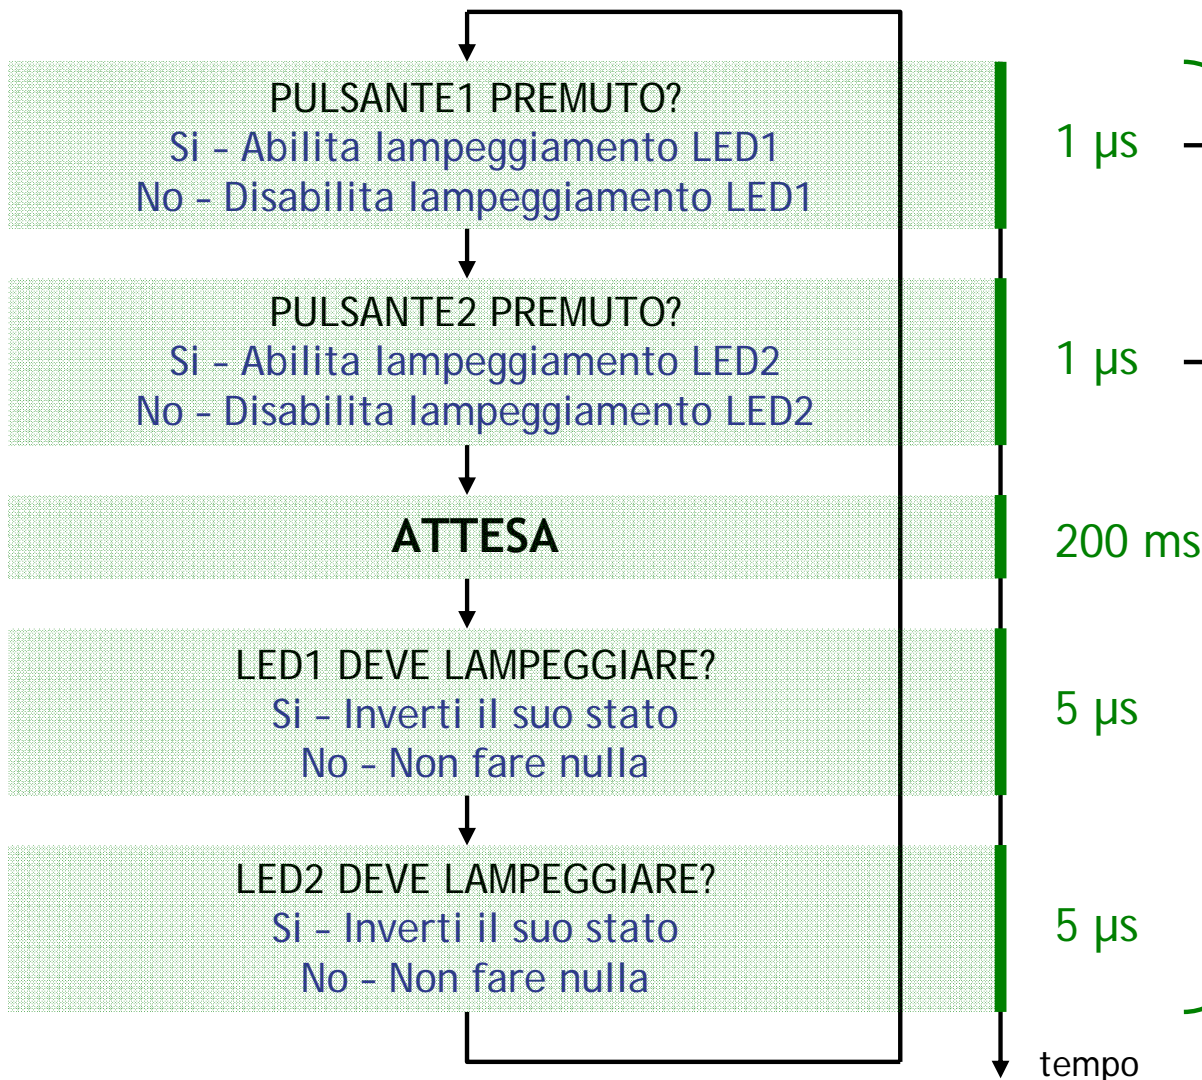 PULSANTE1 PREMUTO?
Si – Abilita lampeggiamento LED1
No – Disabilita lampeggiamento LED1
1 µs
PULSANTE2 PREMUTO?
Si – Abilita lampeggiamento LED2
No – Disabilita lampeggiamento LED2
1 µs
ATTESA
200 ms
LED1 DEVE LAMPEGGIARE?
Si – Inverti il suo stato
No – Non fare nulla
5 µs
LED2 DEVE LAMPEGGIARE?
Si – Inverti il suo stato
No – Non fare nulla
5 µs
tempo